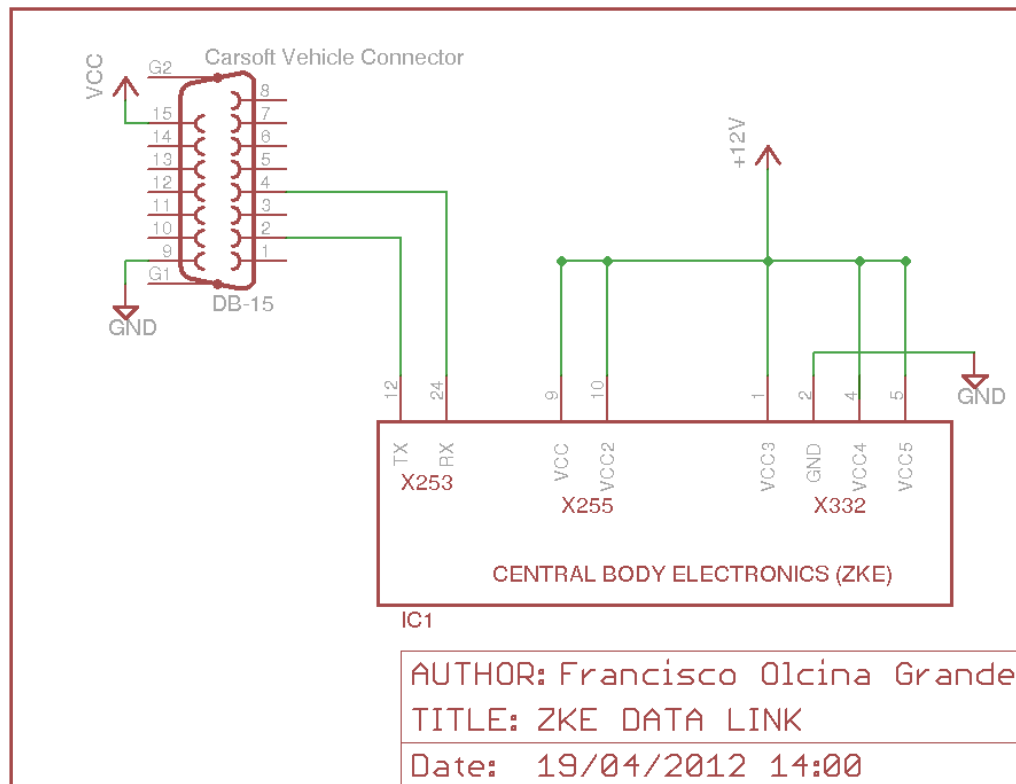 Carsoft Vehicle Connector
VCC
G2
15
14
13
12
11
10
9
G1
8
7
6
5
4
3
2
1
DB-15
GND
+12V
12
24
9
10
1
2
4
5
GND
TX
RX
VCC
VCC2
VCC3
GND
VCC4
VCC5
X253
X255
X332
CENTRAL BODY ELECTRONICS (ZKE)
IC1
AUTHOR: Francisco Olcina Grande
TITLE: ZKE DATA LINK
Date: 19/04/2012 14:00